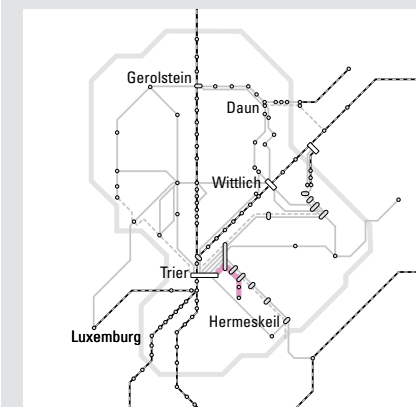 Gerolstein
Daun
Wittlich
Trier
Hermeskeil
Luxemburg